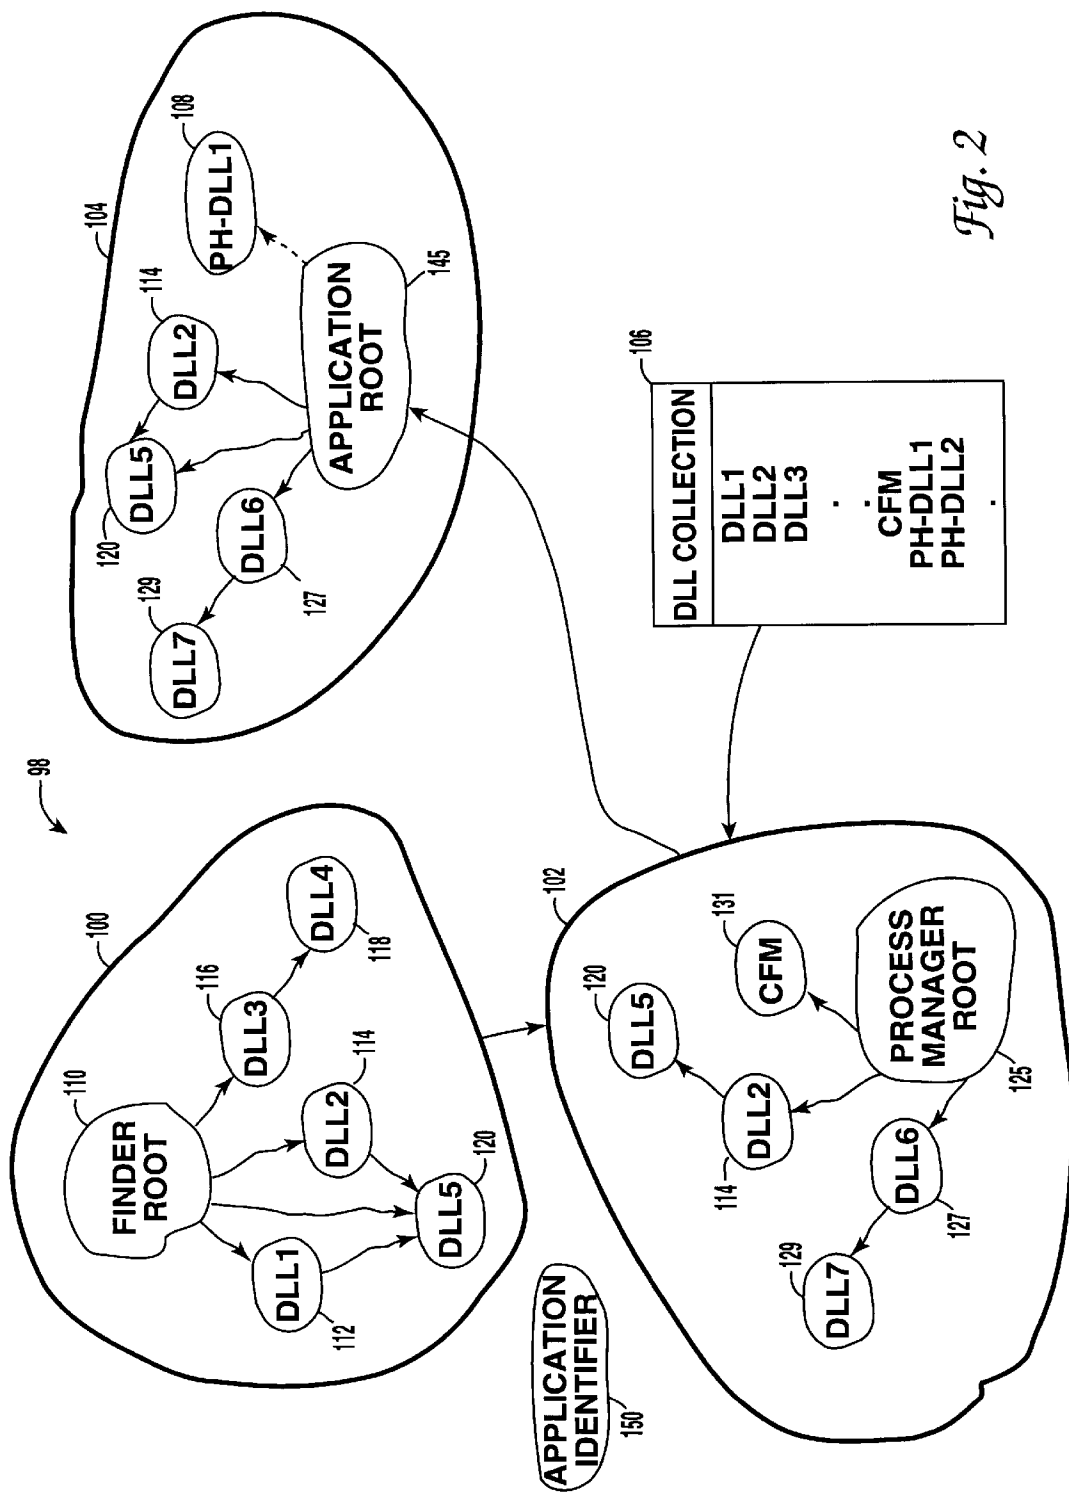 98
100
FINDER
ROOT
110
DLL1
112
DLL2
114
DLL3
116
DLL4
118
DLL5
120
104
DLL7
129
DLL6
127
DLL5
120
DLL2
114
PH-DLL1
108
APPLICATION
ROOT
145
APPLICATION
IDENTIFIER
150
102
DLL7
129
DLL6
127
DLL2
114
DLL5
120
CFM
131
PROCESS
MANAGER
ROOT
125
106
DLL COLLECTION
DLL1
DLL2
DLL3
.
.
CFM
PH-DLL1
PH-DLL2
.
Fig. 2